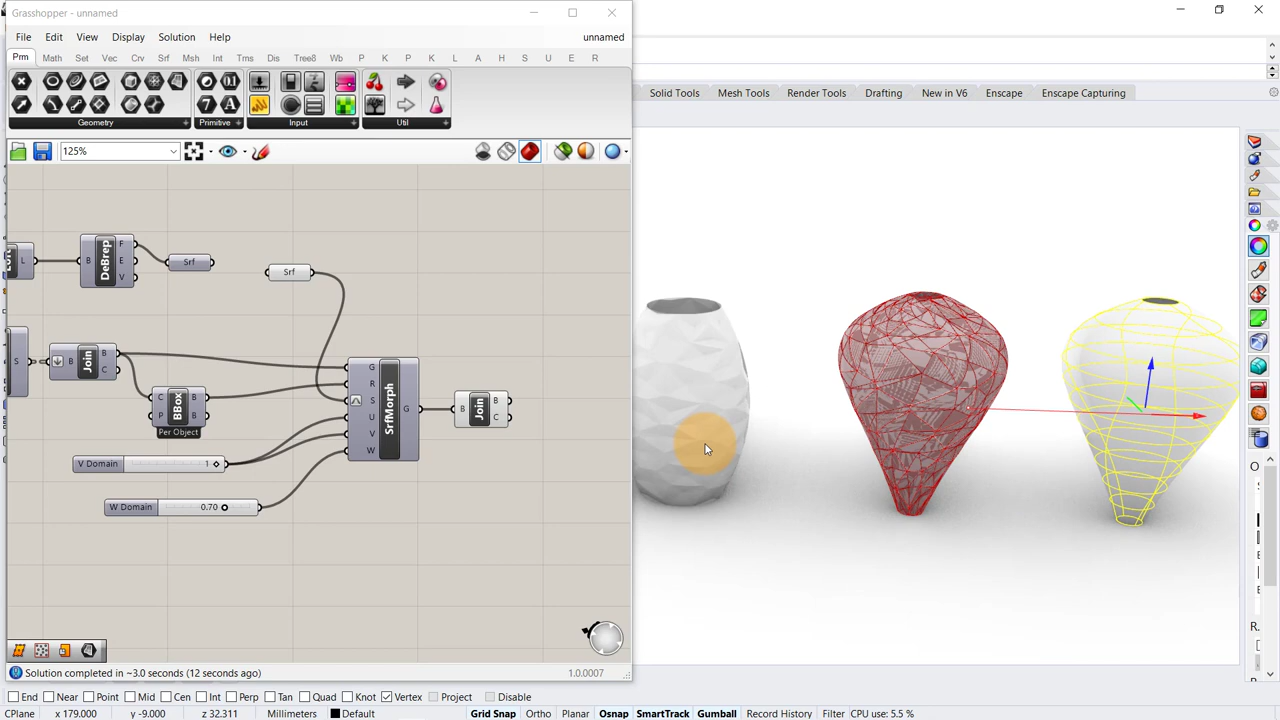 Grasshopper - unnamed
File Edit View Display Solution Help unnamed
Prm Math Set Vec Crv Srf Msh Int Trns Dis Tree8 Wb P K P K L A H S U E R
Solid Tools Mesh Tools Render Tools Drafting New in V6 Enscape Enscape Capturing
Geometry Primitive Input Util
125%
L B DeBrep F E V Srf
Srf
S B Join B C
C P BBox B B
Per Object
G R S U V W SrfMorph G
B Join B C
V Domain 1
W Domain 0.70
Solution completed in ~3.0 seconds (12 seconds ago) 1.0.0007
End Near Point Mid Cen Int Perp Tan Quad Knot Vertex Project Disable
CPlane x 179.000 y -9.000 z 32.311 Millimeters Default Grid Snap Ortho Planar Osnap SmartTrack Gumball Record History Filter CPU use: 5.5 %